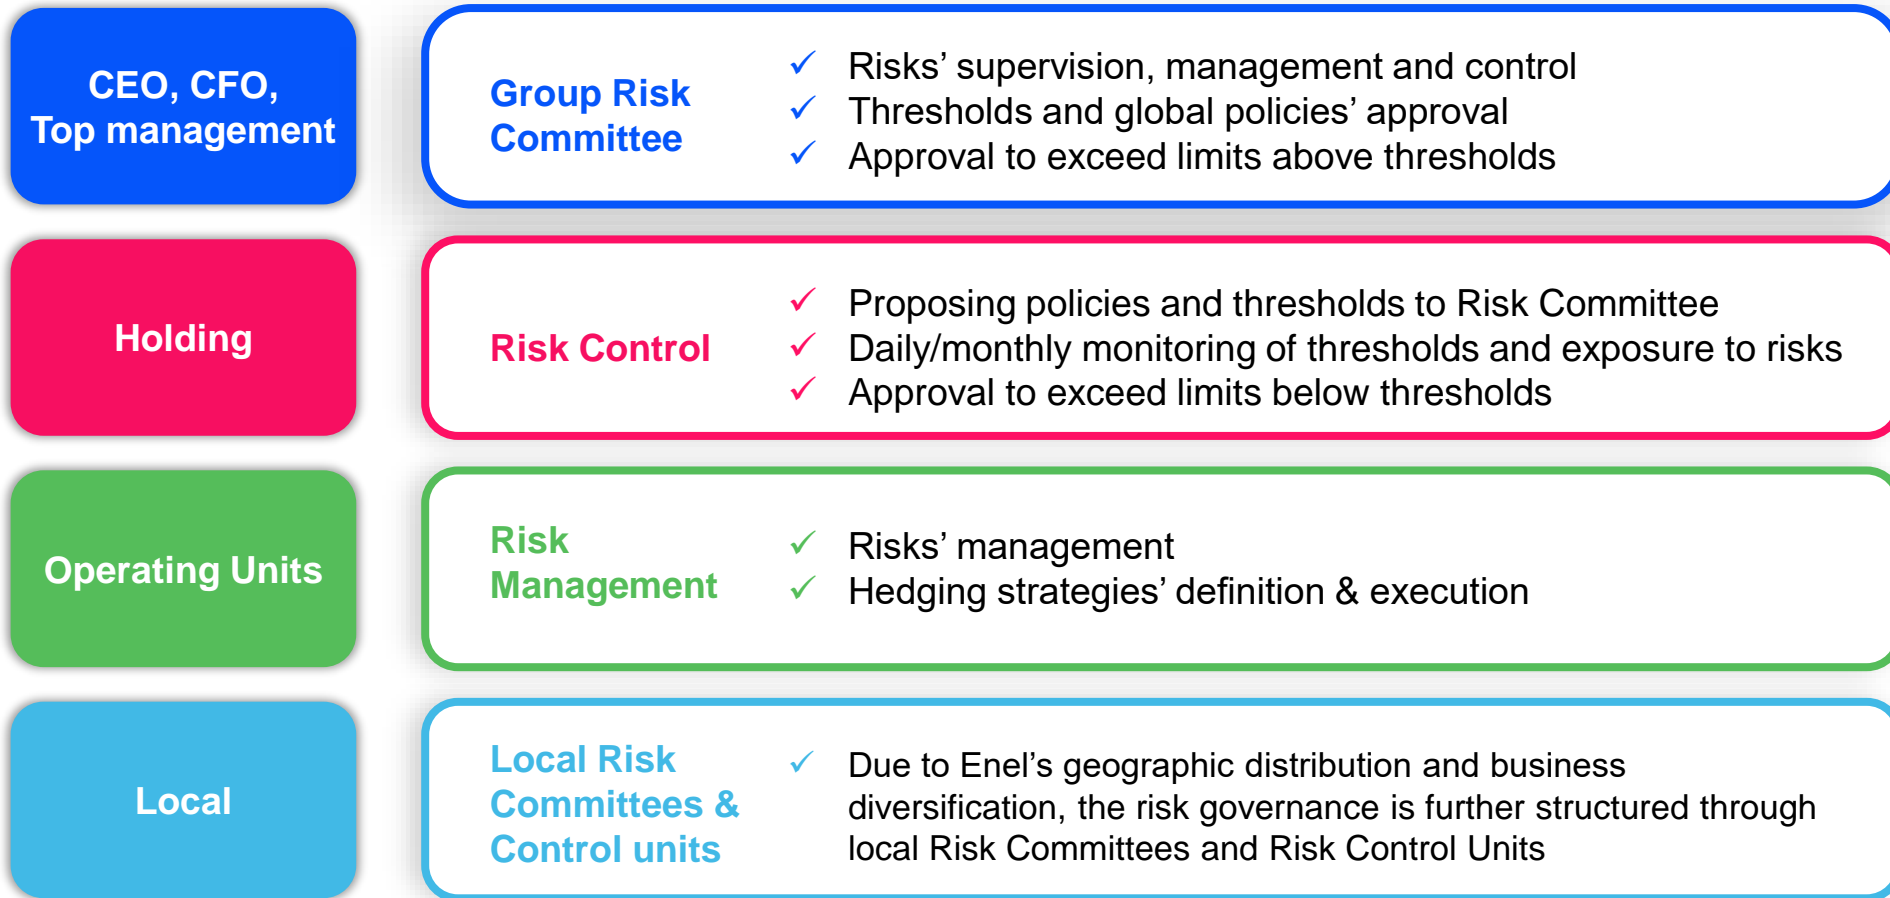 CEO, CFO,
Top management
Group Risk
Committee
✓ Risks’ supervision, management and control
✓ Thresholds and global policies’ approval
✓ Approval to exceed limits above thresholds
Holding
Risk Control
✓ Proposing policies and thresholds to Risk Committee
✓ Daily/monthly monitoring of thresholds and exposure to risks
✓ Approval to exceed limits below thresholds
Operating Units
Risk
Management
✓ Risks’ management
✓ Hedging strategies’ definition & execution
Local
Local Risk
Committees &
Control units
✓ Due to Enel’s geographic distribution and business
diversification, the risk governance is further structured through
local Risk Committees and Risk Control Units